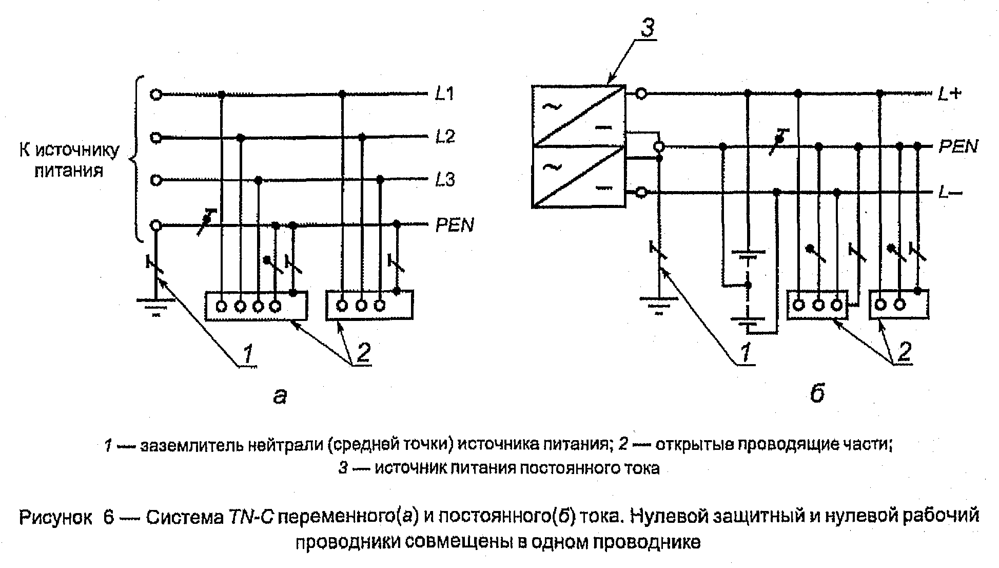 3
L1
L2
L3
PEN
К источнику
питания
1
2
а
L+
PEN
L–
1
2
б
1 — заземлитель нейтрали (средней точки) источника питания; 2 — открытые проводящие части;
3 — источник питания постоянного тока
Рисунок 6 — Система TN-C переменного(а) и постоянного(б) тока. Нулевой защитный и нулевой рабочий
проводники совмещены в одном проводнике